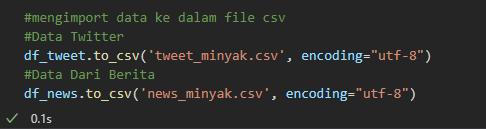 #mengimport data ke dalam file csv
#Data Twitter
df_tweet.to_csv('tweet_minyak.csv', encoding="utf-8")
#Data Dari Berita
df_news.to_csv('news_minyak.csv', encoding="utf-8")
✓ 0.1s